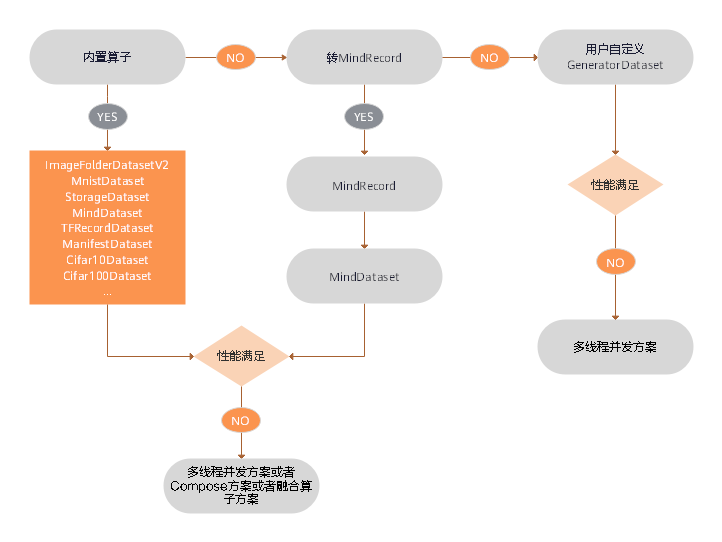 内置算子
NO
转MindRecord
NO
用户自定义
GeneratorDataset
YES
YES
ImageFolderDatasetV2
MnistDataset
StorageDataset
MindDataset
TFRecordDataset
ManifestDataset
Cifar10Dataset
Cifar100Dataset
...
MindRecord
性能满足
MindDataset
NO
性能满足
多线程并发方案
NO
多线程并发方案或者
Compose方案或者融合算
子方案